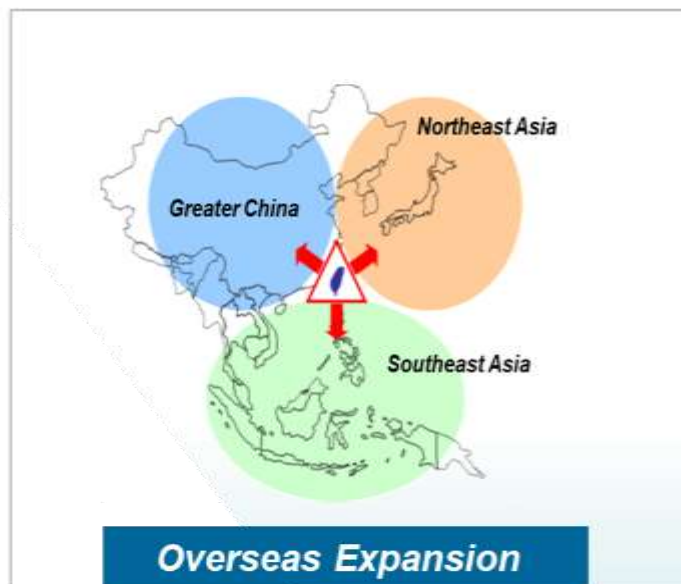 Northeast Asia
Greater China
Southeast Asia
Overseas Expansion